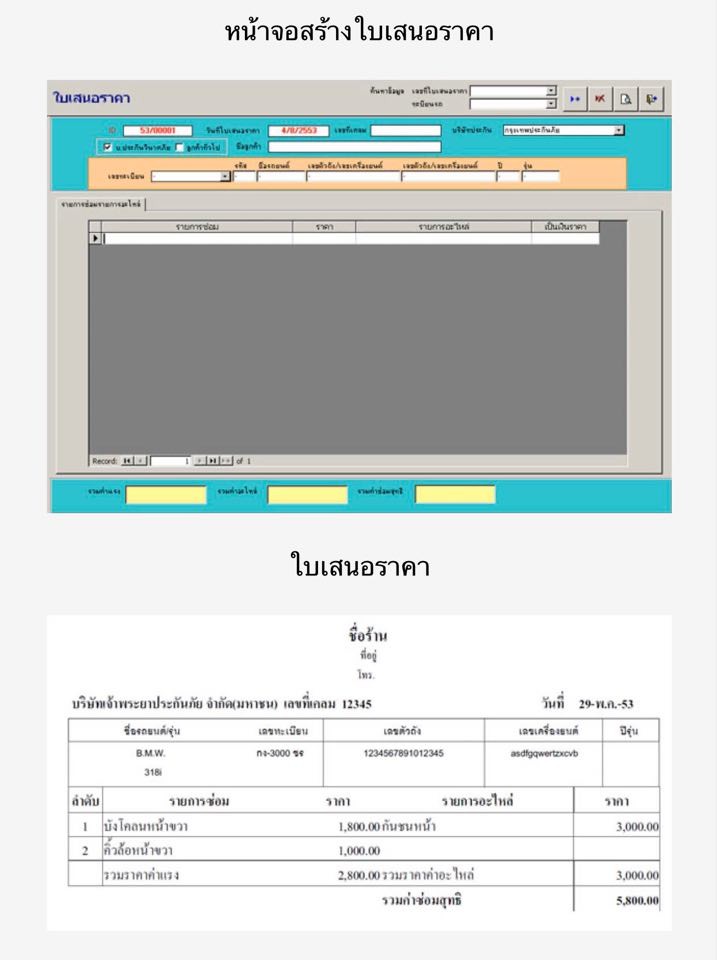 หน้าจอสร้างใบเสนอราคา
ใบเสนอราคา
ค้นหาข้อมูล เลขที่ใบเสนอราคา
ทะเบียนรถ
ID 53/00001 วันที่ใบเสนอราคา 4/8/2553 เลขที่เคลม บริษัทประกัน กรุงเทพประกันภัย
บ.ประกันวินาศภัย ลูกค้าทั่วไป ชื่อลูกค้า
รหัส ชื่อรถยนต์ เลขตัวถัง/เลขเครื่องยนต์ เลขตัวถัง/เลขเครื่องยนต์ ปี รุ่น
เลขทะเบียน
รายการซ่อมรายการอะไหล่
รายการซ่อม ราคา รายการอะไหล่ เป็นเงินราคา
Record: 1 of 1
รวมค่าแรง รวมค่าอะไหล่ รวมค่าซ่อมสุทธิ
ใบเสนอราคา
ชื่อร้าน
ที่อยู่
โทร.
บริษัทเจ้าพระยาประกันภัย จำกัด(มหาชน) เลขที่เคลม 12345 วันที่ 29-พ.ค.-53
ชื่อรถยนต์/รุ่น เลขทะเบียน เลขตัวถัง เลขเครื่องยนต์ ปีรุ่น
B.M.W. กง-3000 ชร 1234567891012345 asdfgqwertzxcvb
318i
ลำดับ รายการซ่อม ราคา รายการอะไหล่ ราคา
1 บังโคลนหน้าขวา 1,800.00 กันชนหน้า 3,000.00
2 คิ้วล้อหน้าขวา 1,000.00
รวมราคาค่าแรง 2,800.00 รวมราคาค่าอะไหล่ 3,000.00
รวมค่าซ่อมสุทธิ 5,800.00